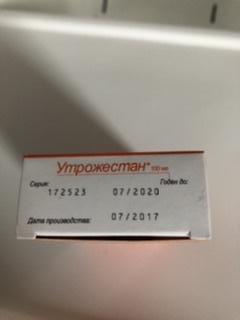 Утрожестан® 100 мг
Серия: Годен до:
172523 07/2020
Дата производства: 07/2017